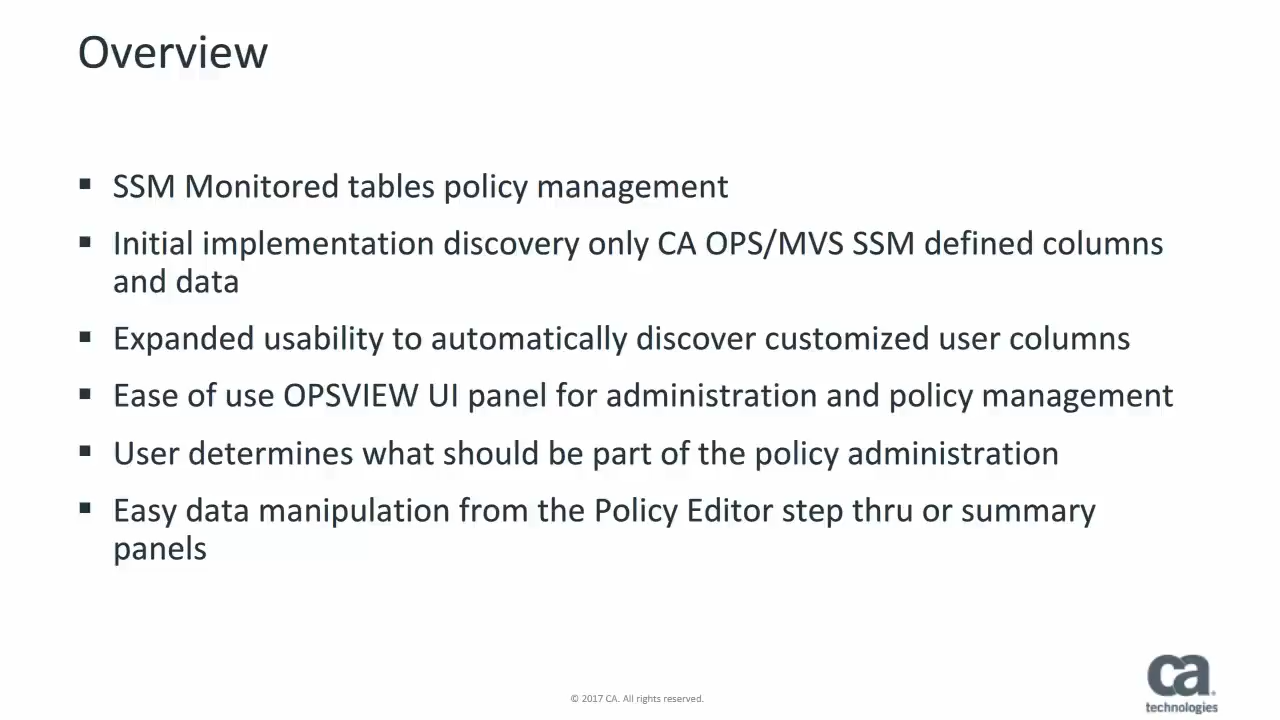 Overview
▪ SSM Monitored tables policy management
▪ Initial implementation discovery only CA OPS/MVS SSM defined columns
and data
▪ Expanded usability to automatically discover customized user columns
▪ Ease of use OPSVIEW UI panel for administration and policy management
▪ User determines what should be part of the policy administration
▪ Easy data manipulation from the Policy Editor step thru or summary
panels
© 2017 CA. All rights reserved.
ca
technologies